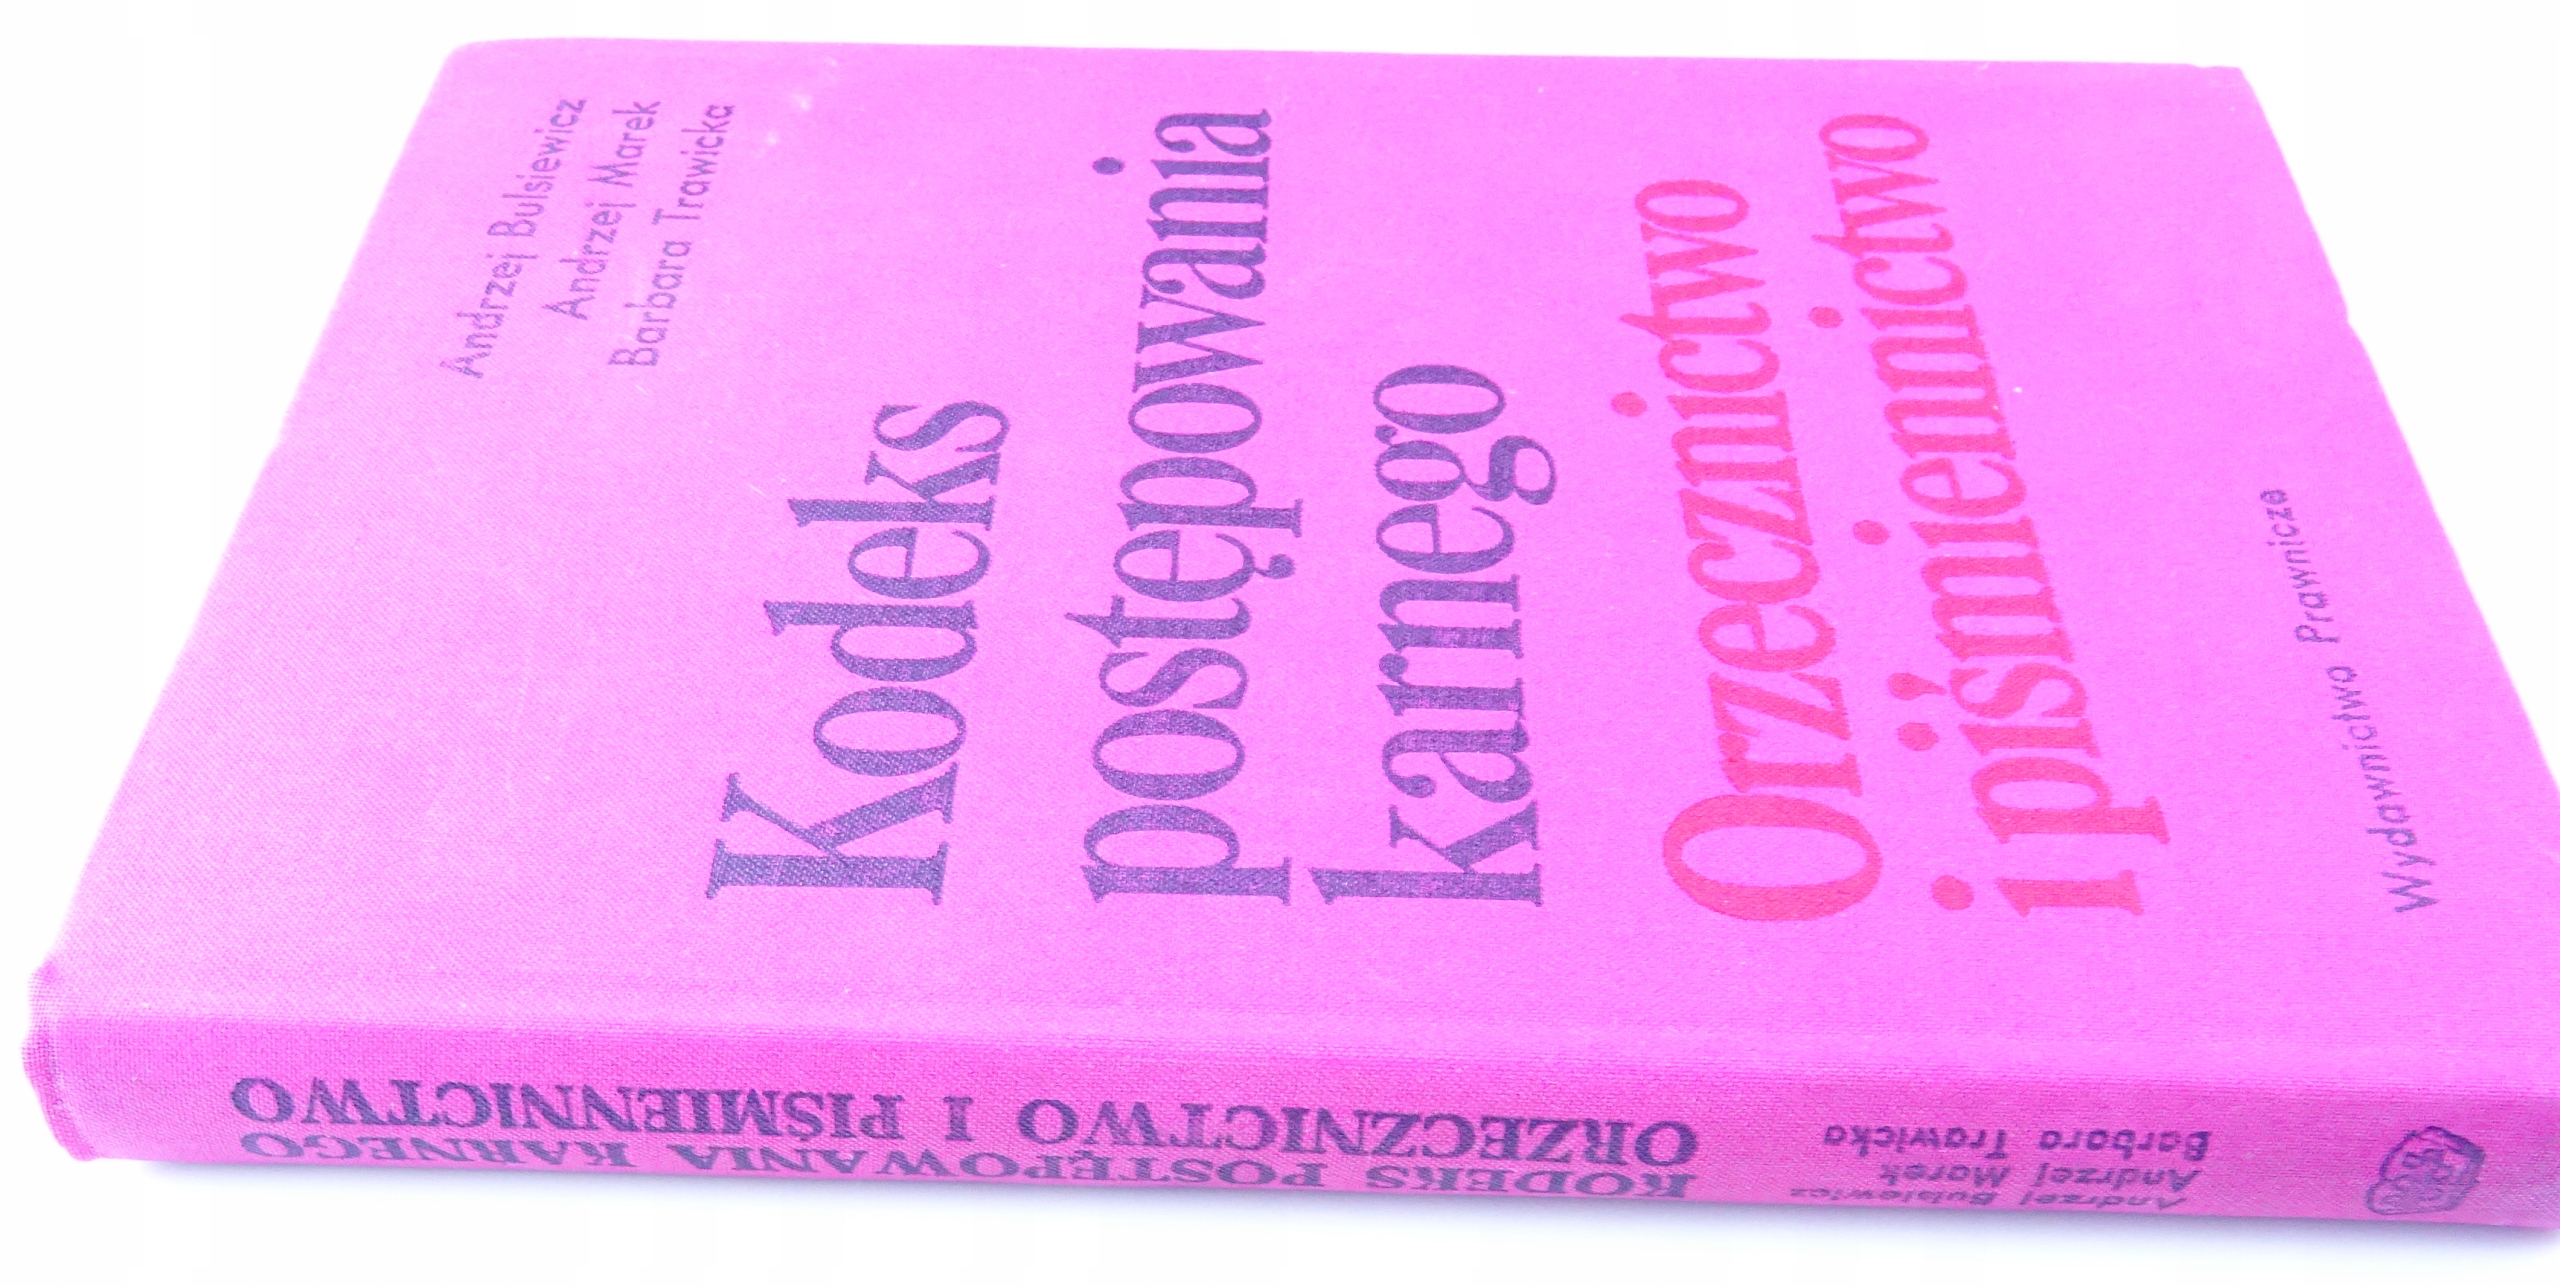 Andrzej Bulsiewicz
Andrzej Marek
Barbara Trawicka
Kodeks
postępowania
karnego
Orzecznictwo
i piśmiennictwo
Wydawnictwo Prawnicze
Andrzej Bulsiewicz
Andrzej Marek
Barbara Trawicka
KODEKS POSTĘPOWANIA KARNEGO
ORZECZNICTWO I PIŚMIENNICTWO